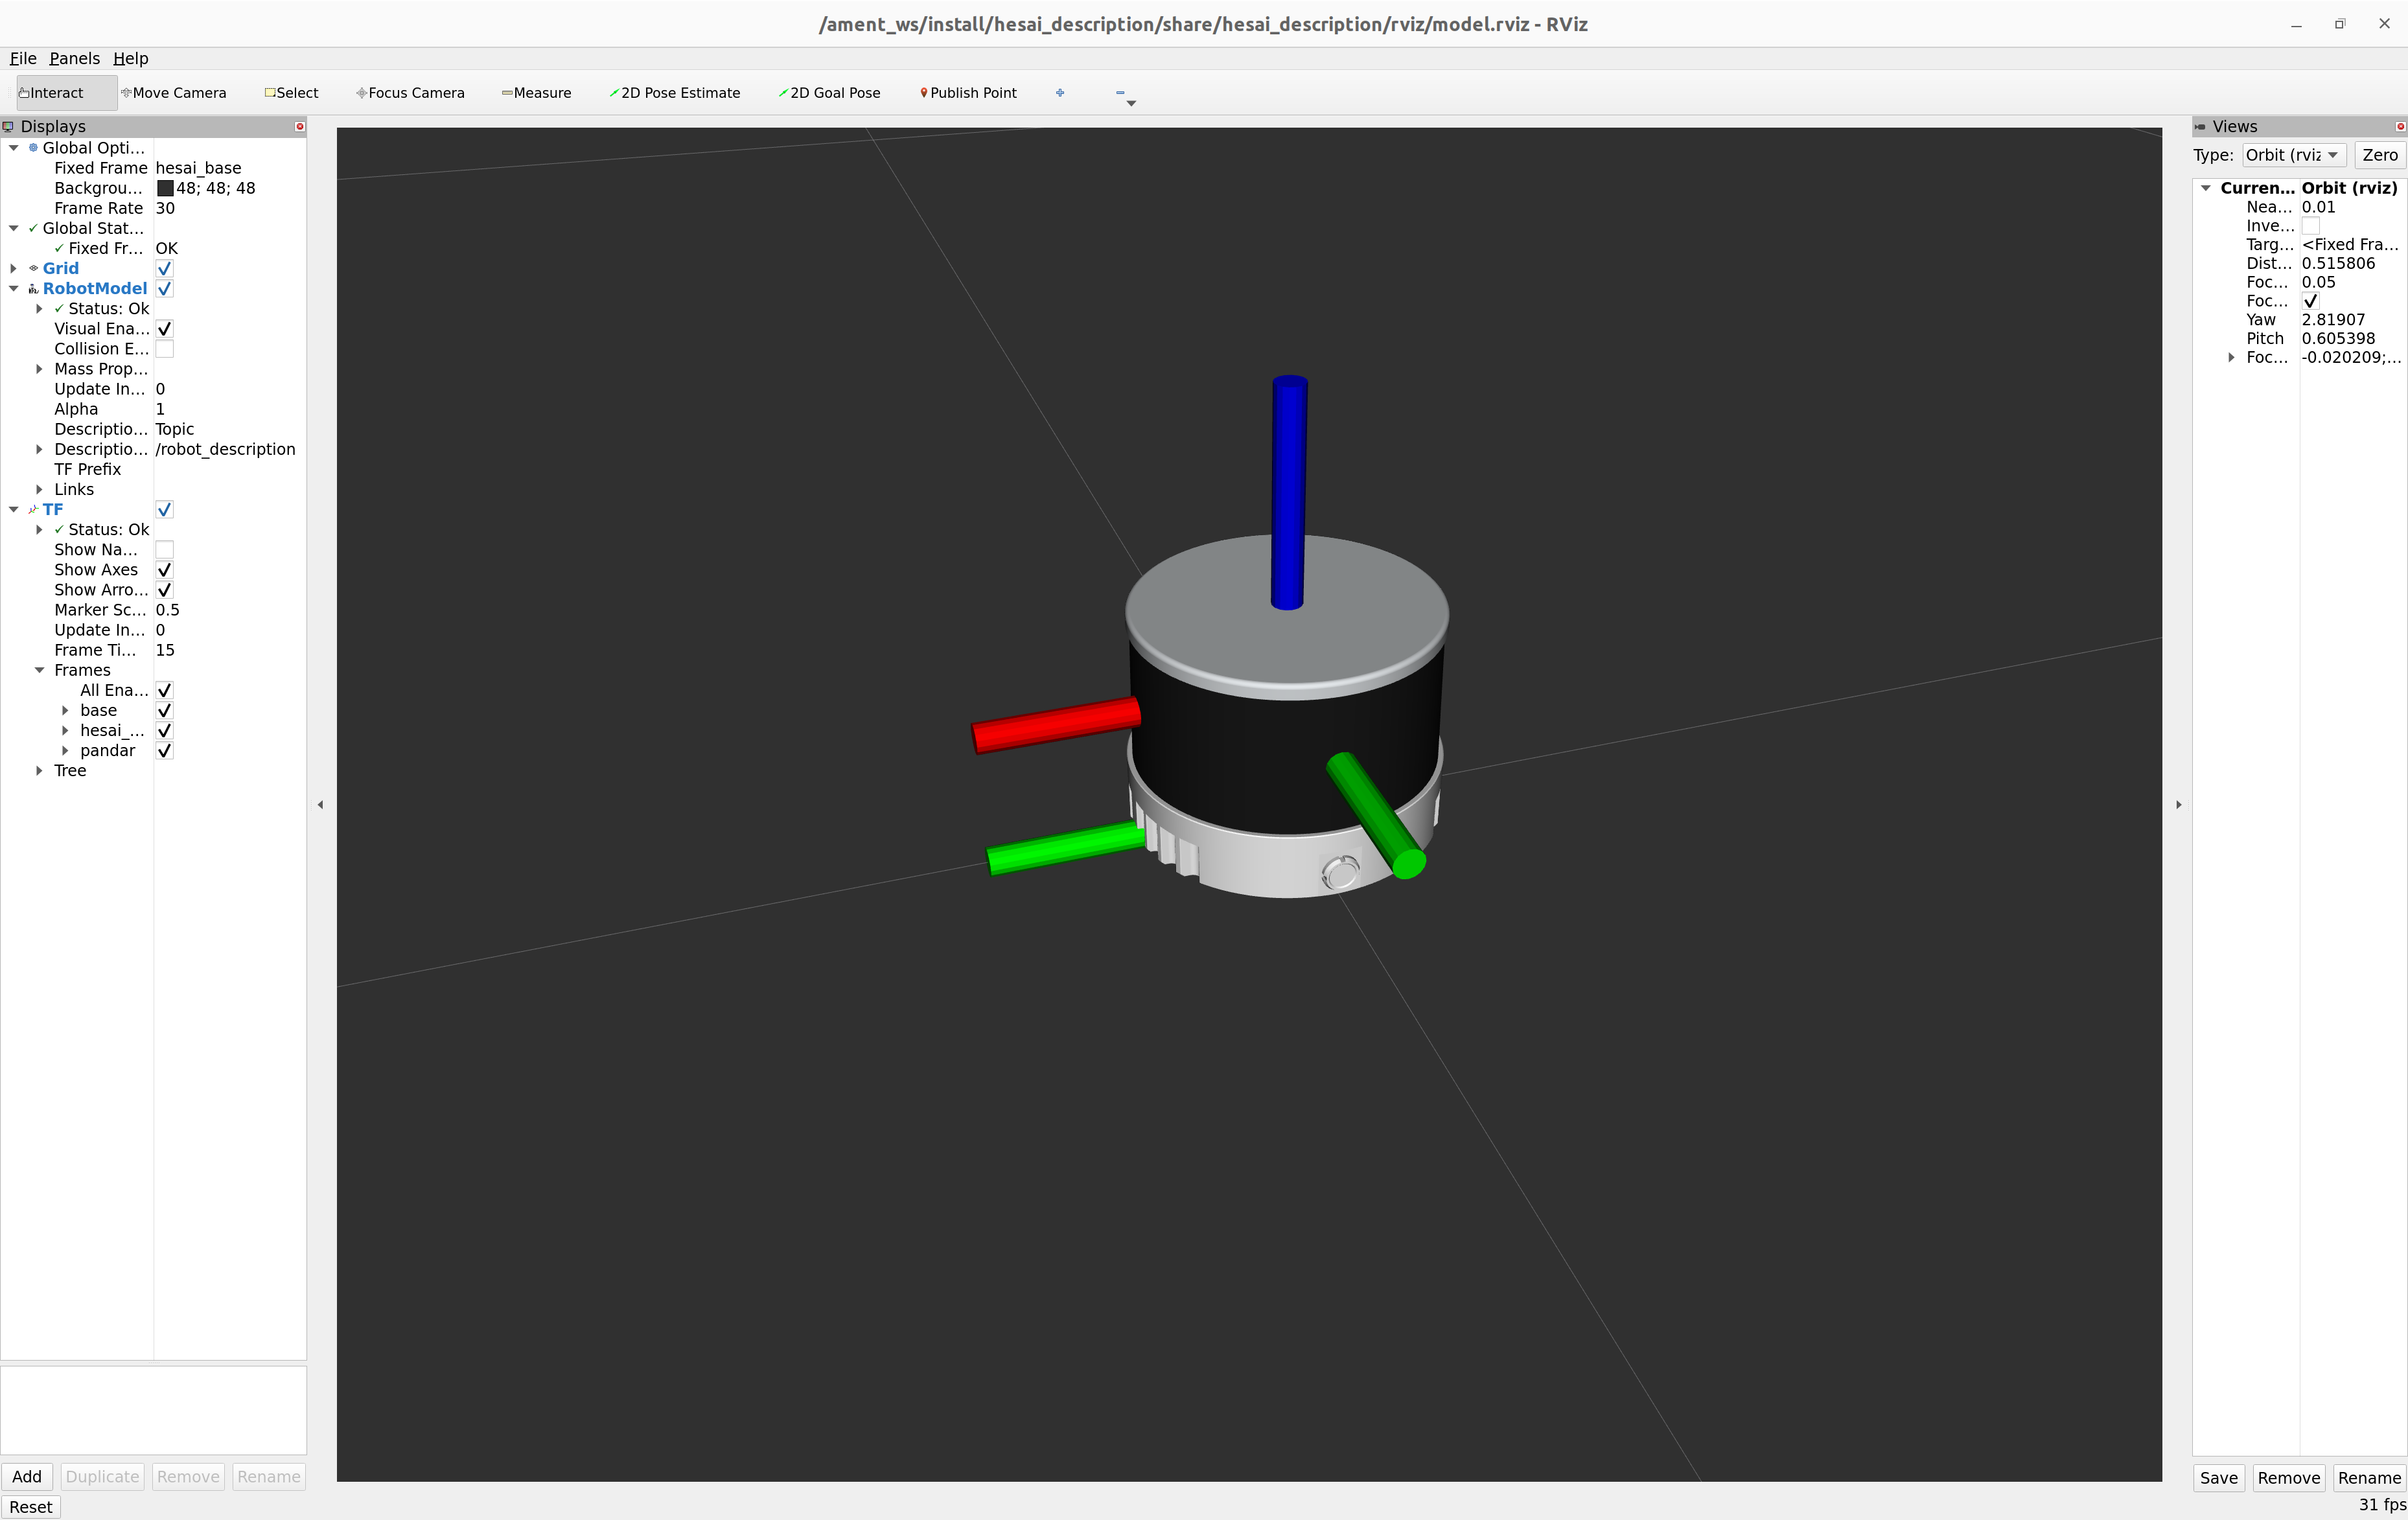 /ament_ws/install/hesai_description/share/hesai_description/rviz/model.rviz - RViz
File Panels Help
Interact Move Camera Select Focus Camera Measure 2D Pose Estimate 2D Goal Pose Publish Point
Displays
Global Opti...
Fixed Frame hesai_base
Backgrou... 48; 48; 48
Frame Rate 30
Global Stat...
Fixed Fr... OK
Grid
RobotModel
Status: Ok
Visual Ena...
Collision E...
Mass Prop...
Update In... 0
Alpha 1
Descriptio... Topic
Descriptio... /robot_description
TF Prefix
Links
TF
Status: Ok
Show Na...
Show Axes
Show Arro...
Marker Sc... 0.5
Update In... 0
Frame Ti... 15
Frames
All Ena...
base
hesai_...
pandar
Tree
Add Duplicate Remove Rename
Reset
Views
Type: Orbit (rviz Zero
Curren... Orbit (rviz)
Nea... 0.01
Inve...
Targ... <Fixed Fra...
Dist... 0.515806
Foc... 0.05
Foc...
Yaw 2.81907
Pitch 0.605398
Foc... -0.020209;...
Save Remove Rename
31 fps